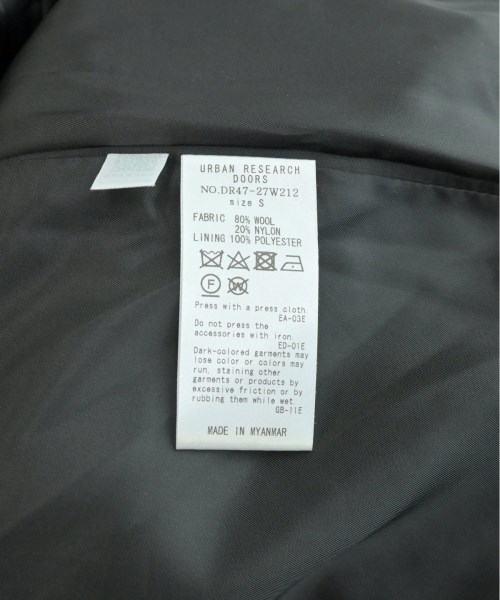 URBAN RESEARCH
DOORS
NO.DR47-27W212
size S
FABRIC 80% WOOL
20% NYLON
LINING 100% POLYESTER
F W
Press with a press cloth
EA-03E
Do not press the
accessories with iron.
ED-01E
Dark-colored garments may
lose color or colors may
run, staining other
garments or products by
excessive friction or by
rubbing them while wet.
GB-11E
MADE IN MYANMAR